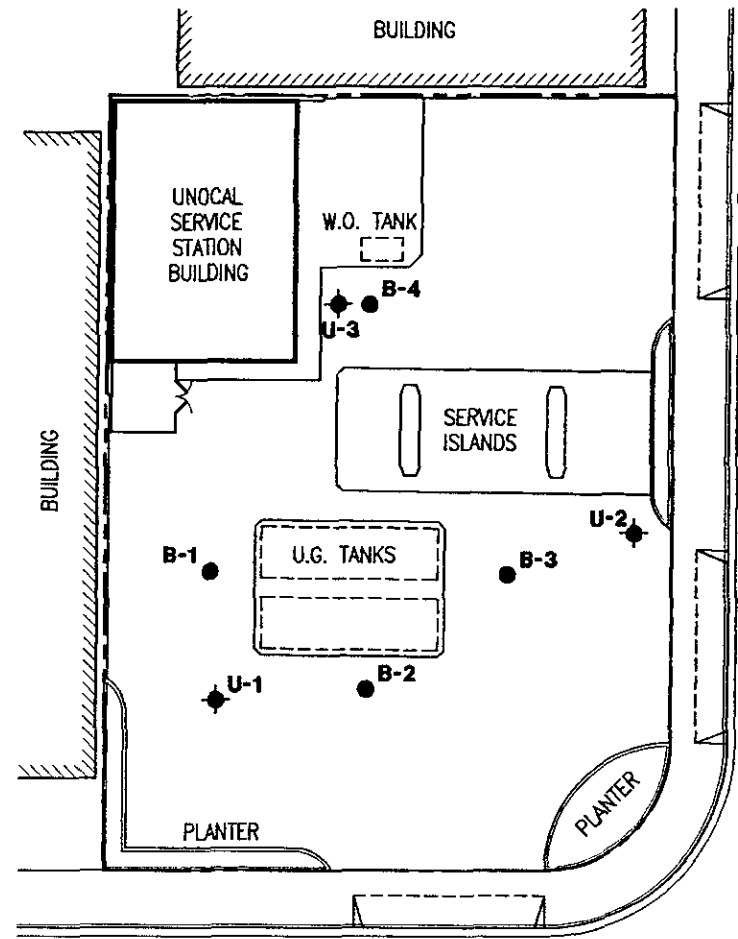 BUILDING
UNOCAL
SERVICE
STATION
BUILDING
W.O. TANK
B-4
U-3
SERVICE
ISLANDS
BUILDING
U-2
B-1
U.G. TANKS
B-3
U-1
B-2
PLANTER
PLANTER